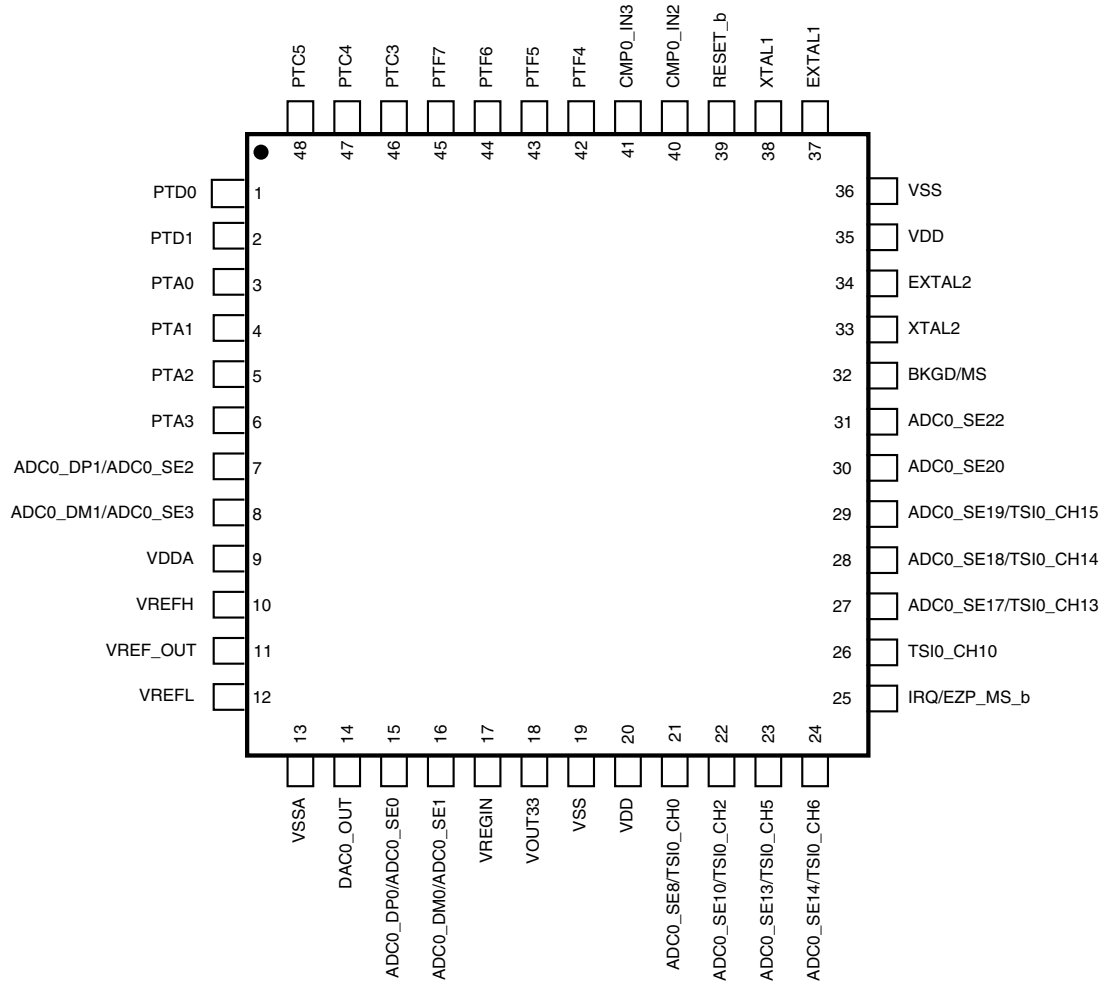 PTC5
PTC4
PTC3
PTF7
PTF6
PTF5
PTF4
CMP0_IN3
CMP0_IN2
RESET_b
XTAL1
EXTAL1
48
47
46
45
44
43
42
41
40
39
38
37
PTD0 1
PTD1 2
PTA0 3
PTA1 4
PTA2 5
PTA3 6
ADC0_DP1/ADC0_SE2 7
ADC0_DM1/ADC0_SE3 8
VDDA 9
VREFH 10
VREF_OUT 11
VREFL 12
36 VSS
35 VDD
34 EXTAL2
33 XTAL2
32 BKGD/MS
31 ADC0_SE22
30 ADC0_SE20
29 ADC0_SE19/TSI0_CH15
28 ADC0_SE18/TSI0_CH14
27 ADC0_SE17/TSI0_CH13
26 TSI0_CH10
25 IRQ/EZP_MS_b
13
14
15
16
17
18
19
20
21
22
23
24
VSSA
DAC0_OUT
ADC0_DP0/ADC0_SE0
ADC0_DM0/ADC0_SE1
VREGIN
VOUT33
VSS
VDD
ADC0_SE8/TSI0_CH0
ADC0_SE10/TSI0_CH2
ADC0_SE13/TSI0_CH5
ADC0_SE14/TSI0_CH6